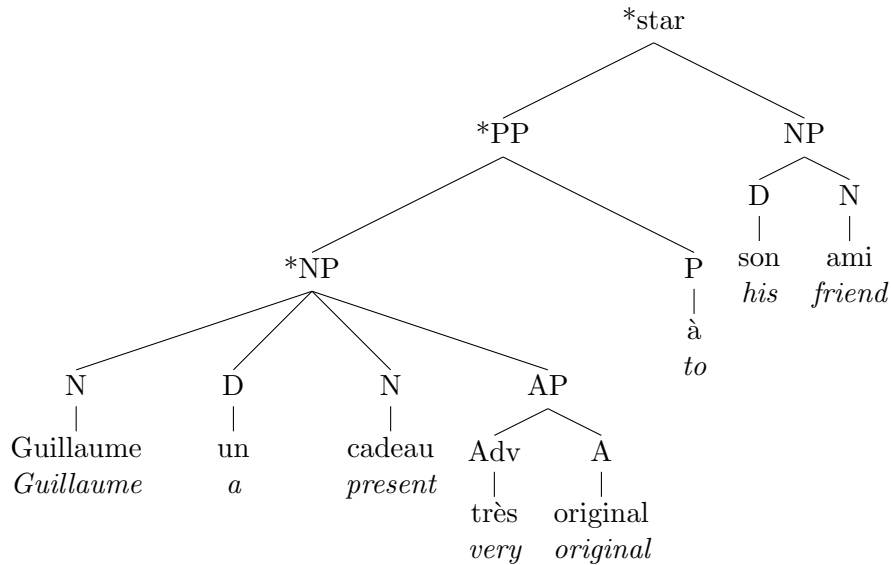 *star
*PP NP
D N
*NP P son ami
his friend
à
N D N AP to
Guillaume un cadeau Adv A
Guillaume a present
très original
very original